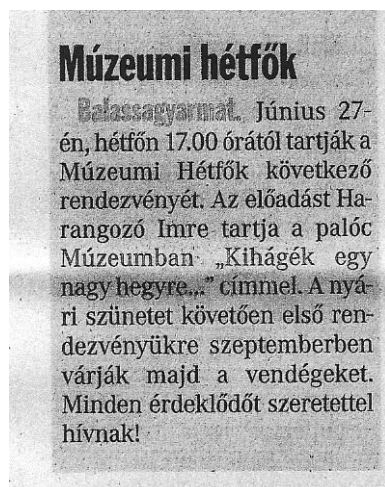 Múzeumi hétfők
Balassagyarmat. Június 27-
én, hétfőn 17.00 órától tartják a
Múzeumi Hétfők következő
rendezvényét. Az előadást Ha-
rangozó Imre tartja a palóc
Múzeumban „Kihágék egy
nagy hegyre...” címmel. A nyá-
ri szünetet követően első ren-
dezvényükre szeptemberben
várják majd a vendégeket.
Minden érdeklődőt szeretettel
hívnak!